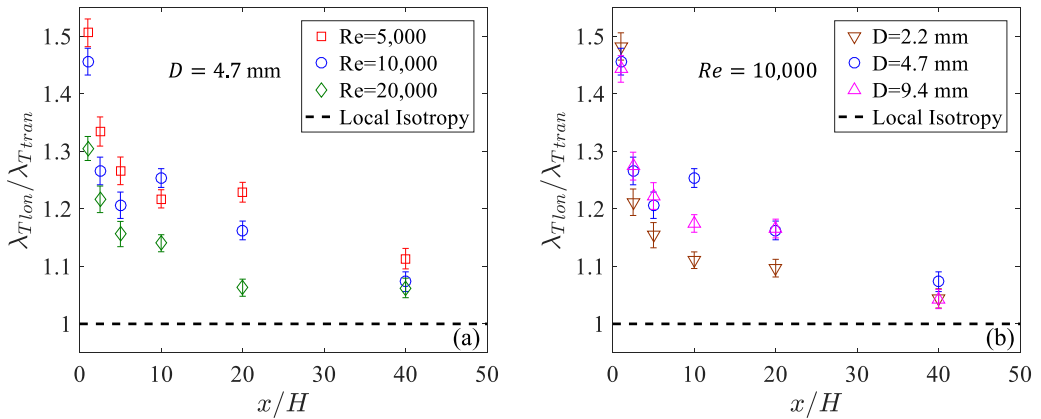 1.5
1.4
1.3
1.2
1.1
1
λTlon/λTtran
Re=5,000
Re=10,000
Re=20,000
Local Isotropy
D = 4.7 mm
(a)
0 10 20 30 40 50
x/H
1.5
1.4
1.3
1.2
1.1
1
λTlon/λTtran
D=2.2 mm
D=4.7 mm
D=9.4 mm
Local Isotropy
Re = 10,000
(b)
0 10 20 30 40 50
x/H